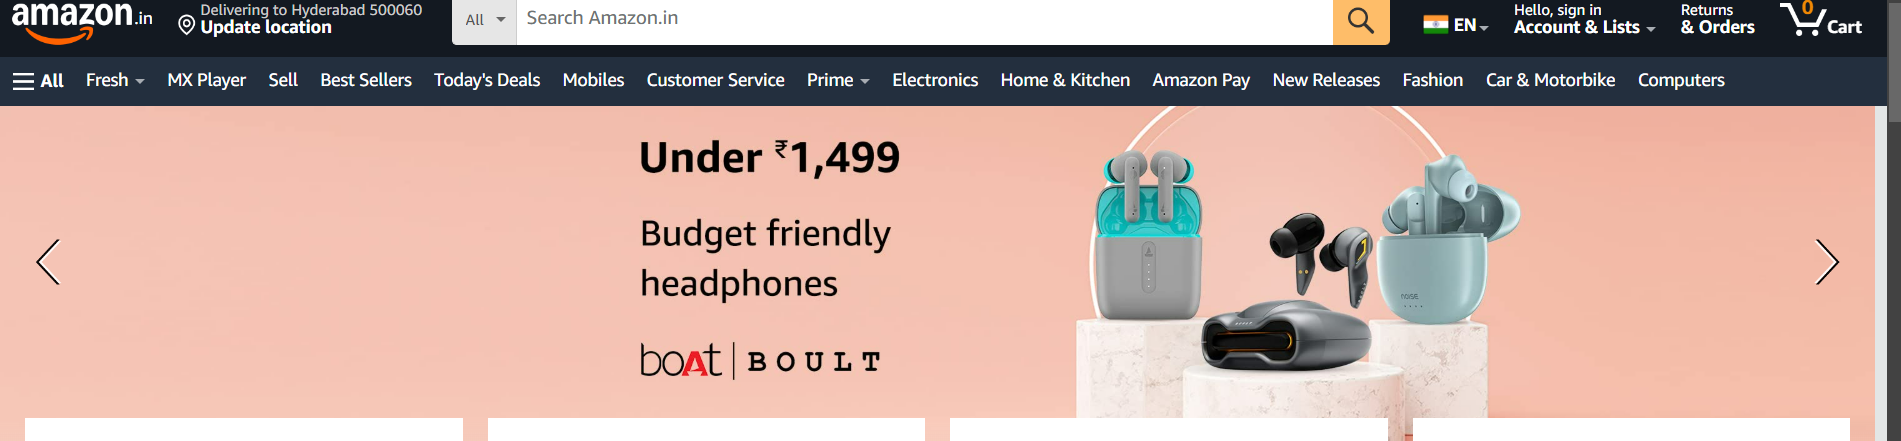 amazon.in
Delivering to Hyderabad 500060
Update location
All
Search Amazon.in
EN
Hello, sign in
Account & Lists
Returns
& Orders
0
Cart
All Fresh MX Player Sell Best Sellers Today's Deals Mobiles Customer Service Prime Electronics Home & Kitchen Amazon Pay New Releases Fashion Car & Motorbike Computers
Under ₹1,499
Budget friendly
headphones
boAt | BOULT
noise